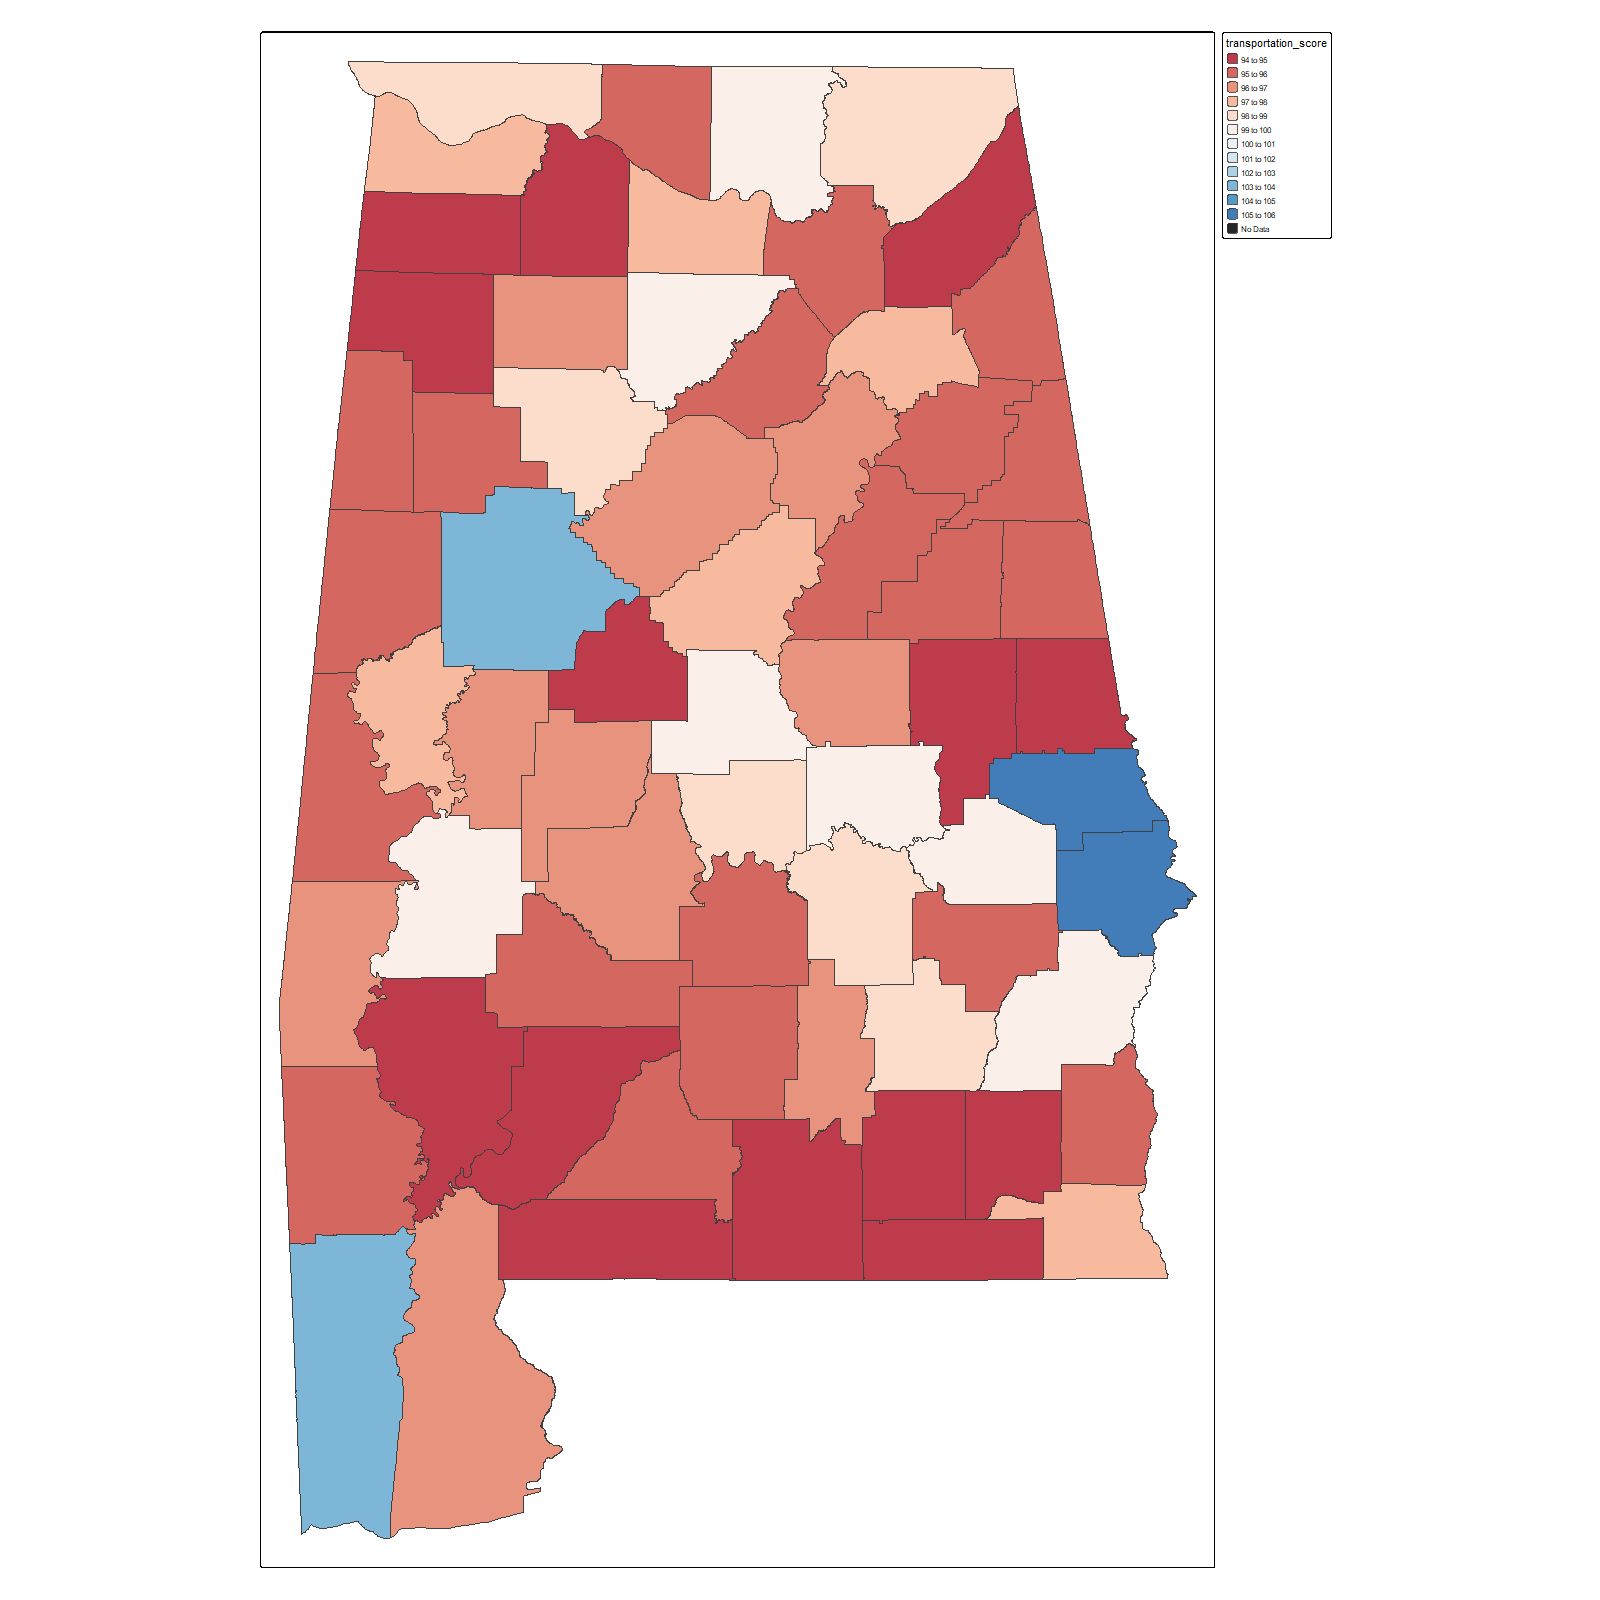 transportation_score
94 to 95
95 to 96
96 to 97
97 to 98
98 to 99
99 to 100
100 to 101
101 to 102
102 to 103
103 to 104
104 to 105
105 to 106
No Data